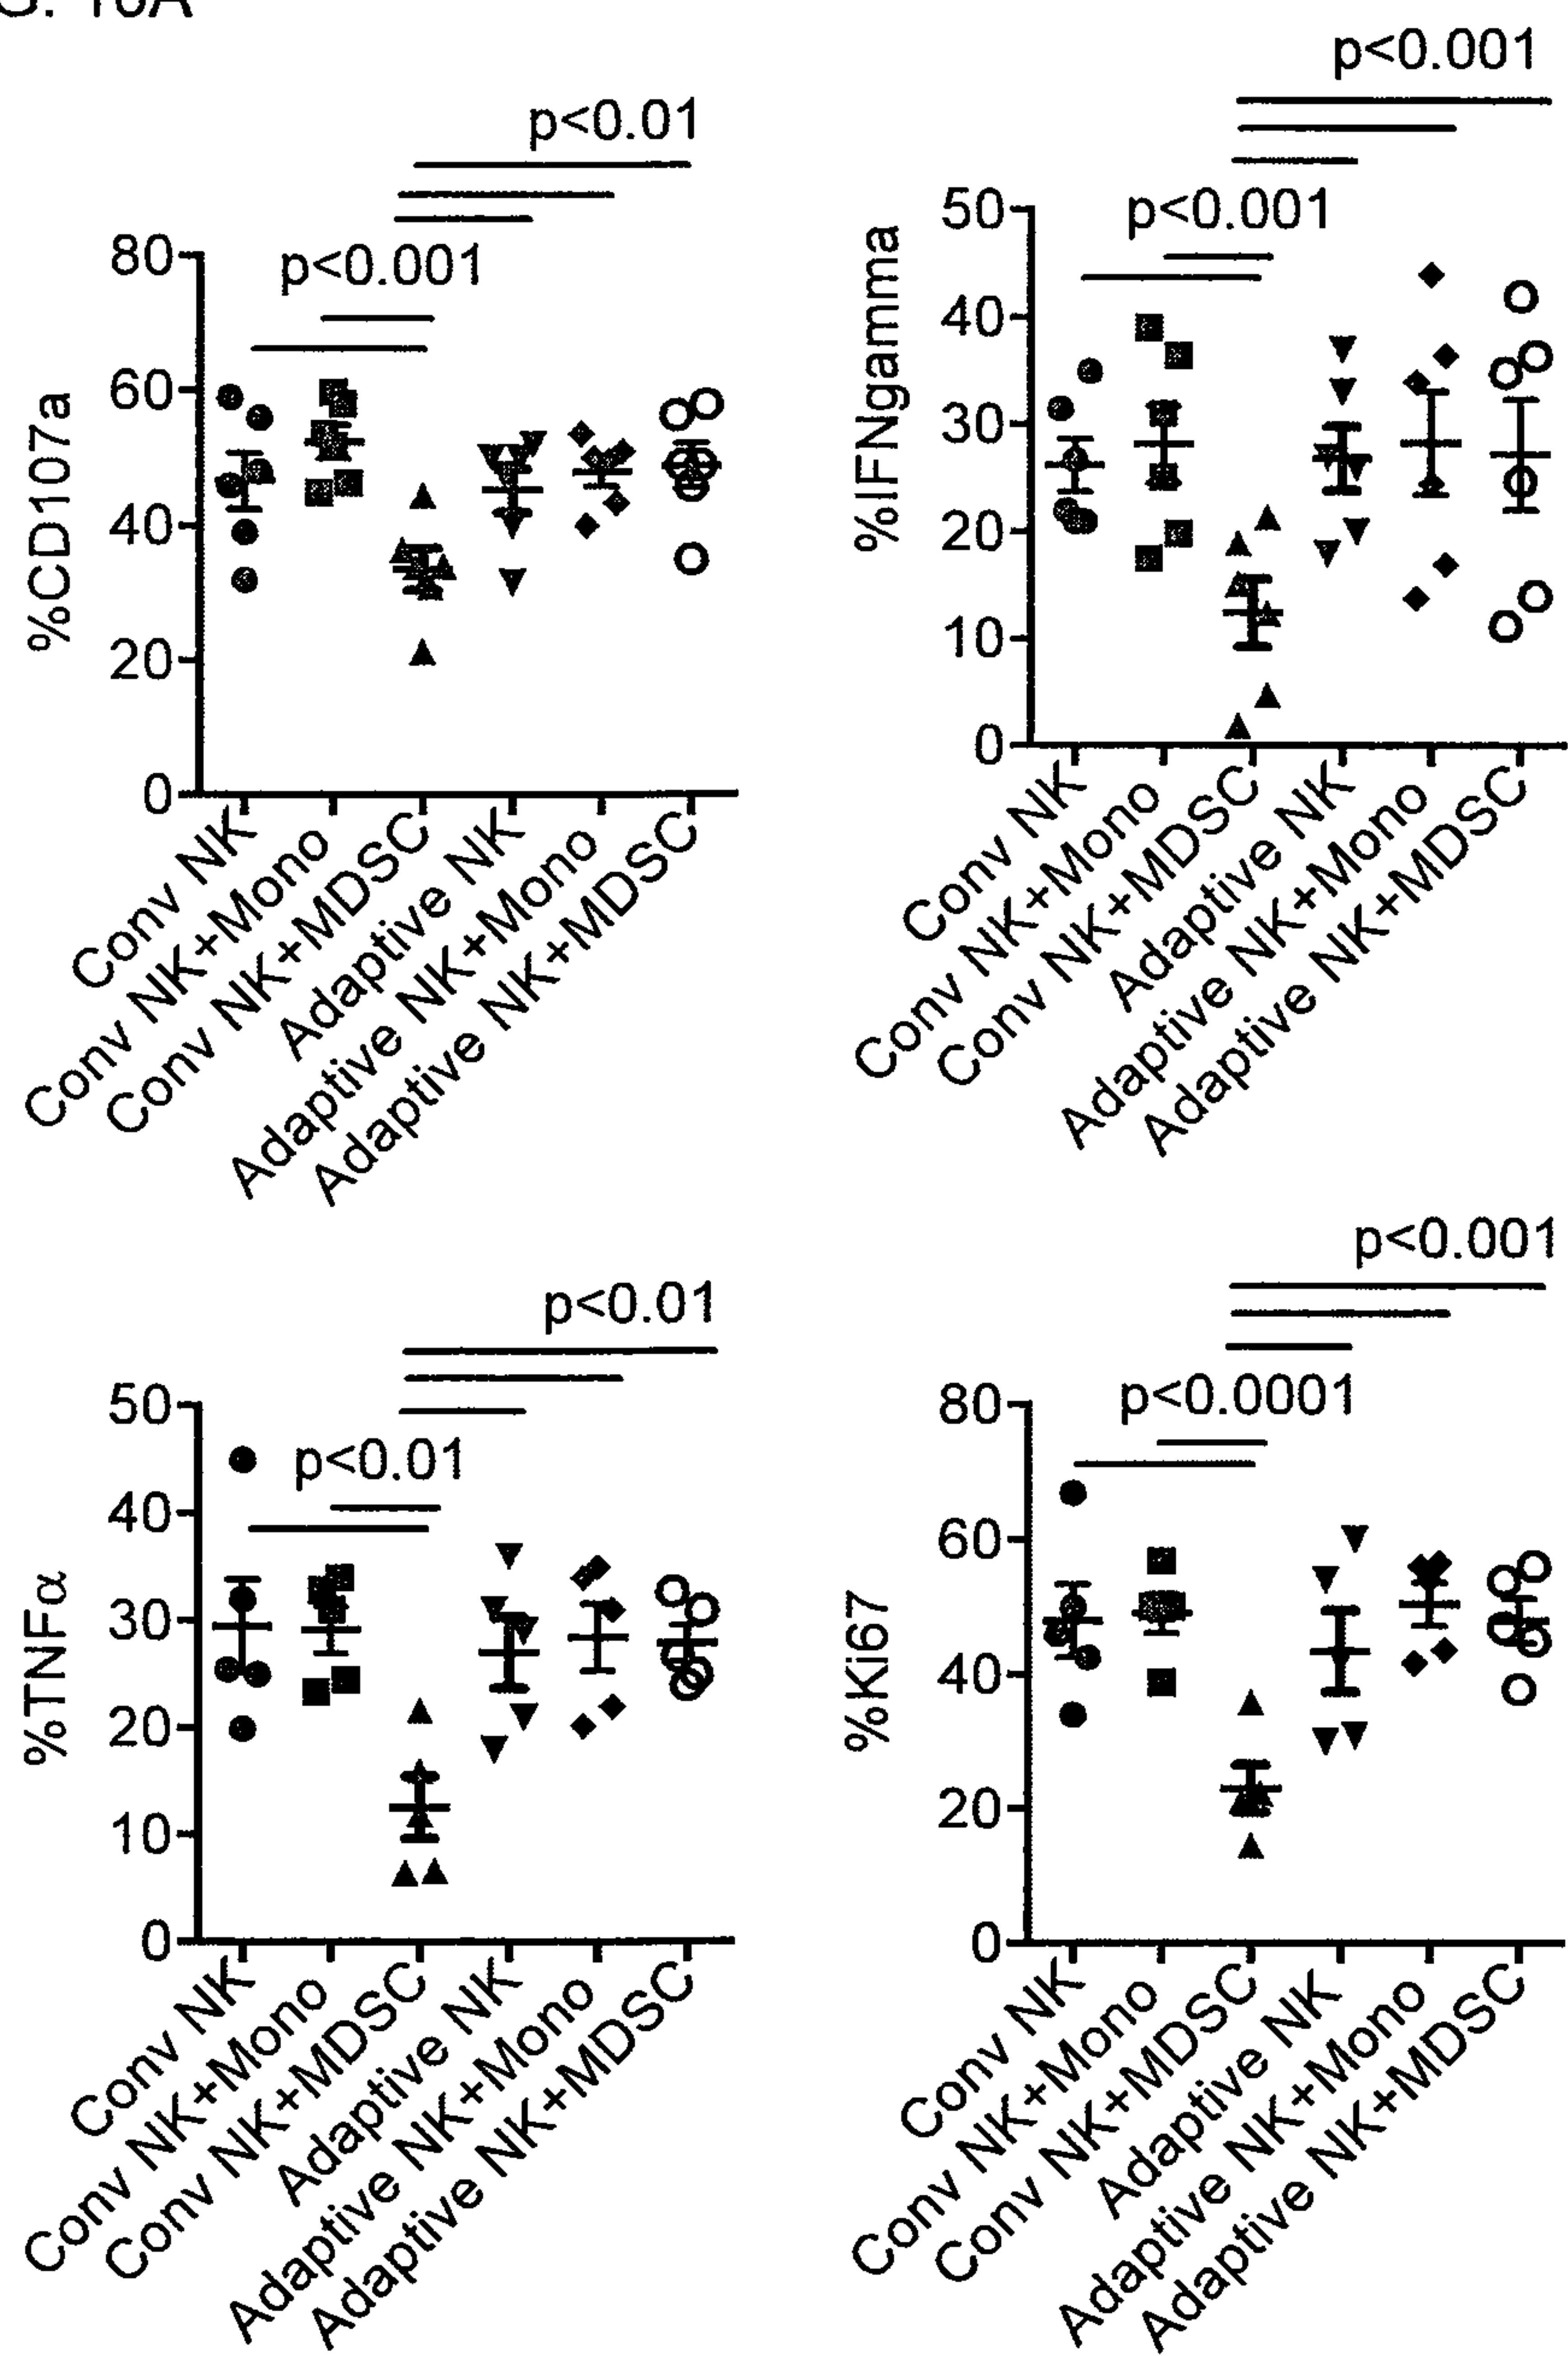 G. 10A
p<0.01
p<0.001
%CD107a
80
60
40
20
0
Conv NK
Conv NK+Mono
Conv NK+MDSC
Adaptive NK
Adaptive NK+Mono
Adaptive NK+MDSC
p<0.001
p<0.001
%IFNgamma
50
40
30
20
10
0
Conv NK
Conv NK+Mono
Conv NK+MDSC
Adaptive NK
Adaptive NK+Mono
Adaptive NK+MDSC
p<0.01
p<0.01
%TNFα
50
40
30
20
10
0
Conv NK
Conv NK+Mono
Conv NK+MDSC
Adaptive NK
Adaptive NK+Mono
Adaptive NK+MDSC
p<0.001
p<0.0001
%Ki67
80
60
40
20
0
Conv NK
Conv NK+Mono
Conv NK+MDSC
Adaptive NK
Adaptive NK+Mono
Adaptive NK+MDSC